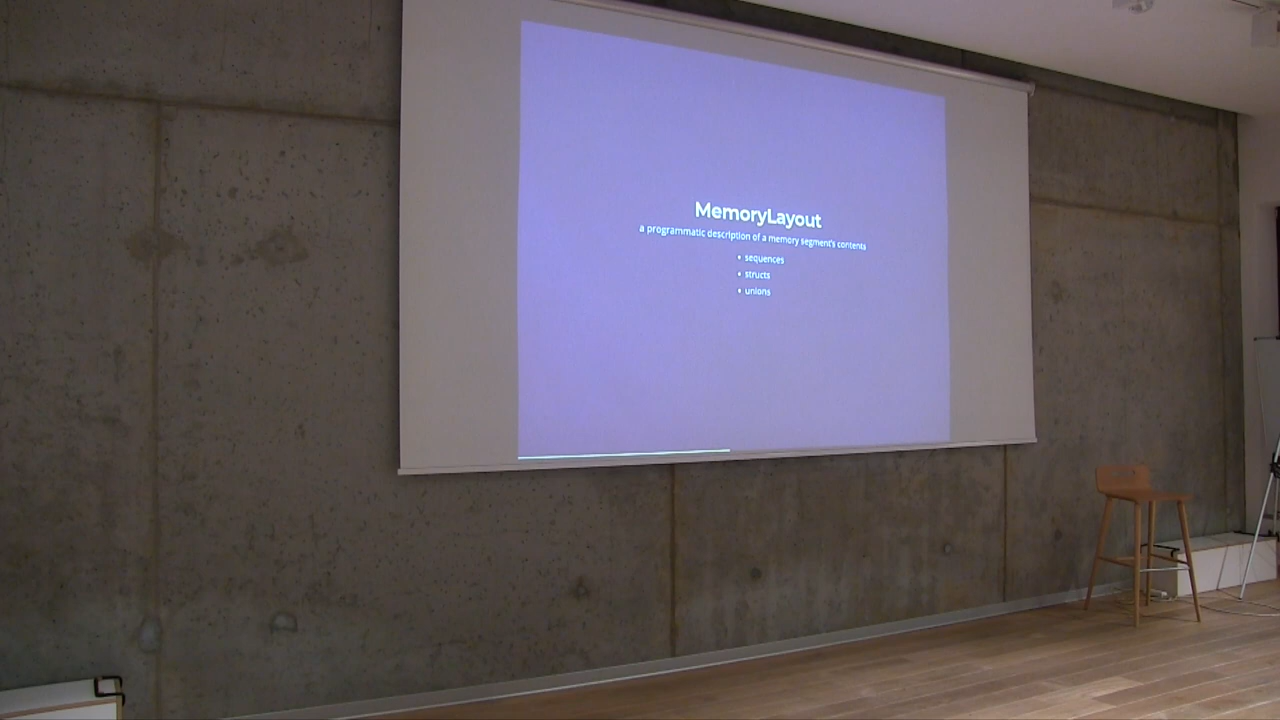 MemoryLayout
a programmatic description of a memory segment's contents
• sequences
• structs
• unions